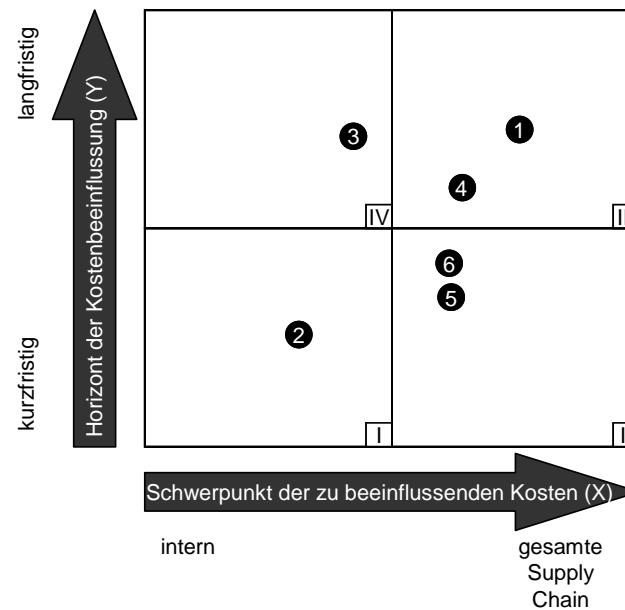 langfristig
Horizont der Kostenbeeinflussung (Y)
kurzfristig
3
1
4
IV
6
5
2
I
Schwerpunkt der zu beeinflussenden Kosten (X)
intern
gesamte
Supply
Chain